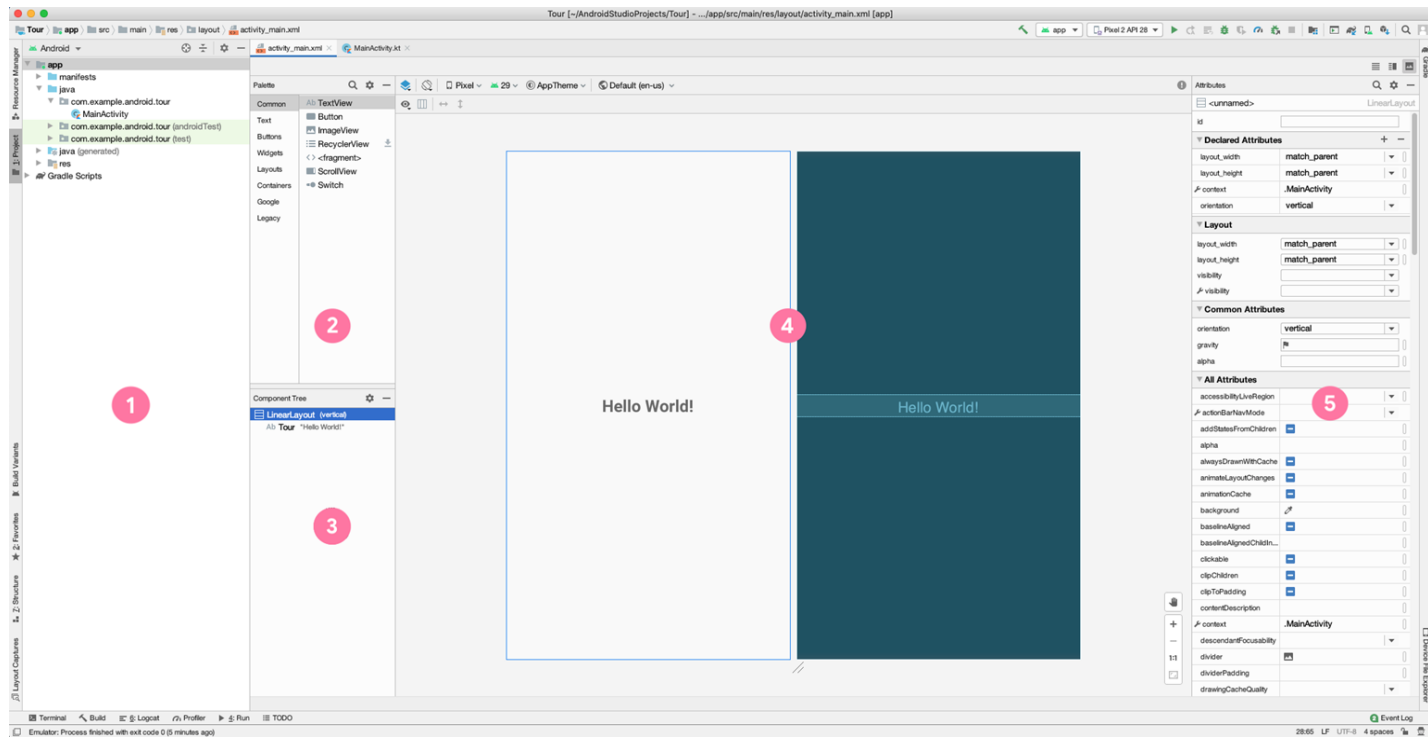 Tour [~/AndroidStudioProjects/Tour] - .../app/src/main/res/layout/activity_main.xml [app]
Tour app src main res layout activity_main.xml
app Pixel 2 API 28
Resource Manager
1: Project
Build Variants
2: Favorites
Z: Structure
Layout Captures
Android
app
manifests
java
com.example.android.tour
MainActivity
com.example.android.tour (androidTest)
com.example.android.tour (test)
java (generated)
res
Gradle Scripts
1
activity_main.xml MainActivity.kt
Palette
Common
Text
Buttons
Widgets
Layouts
Containers
Google
Legacy
Ab TextView
Button
ImageView
RecyclerView
<fragment>
ScrollView
Switch
2
Component Tree
LinearLayout (vertical)
Ab Tour "Hello World!"
3
Pixel 29 AppTheme Default (en-us)
Hello World!
4
Hello World!
1:1
Attributes
<unnamed> LinearLayout
id
Declared Attributes
layout_width match_parent
layout_height match_parent
context .MainActivity
orientation vertical
Layout
layout_width match_parent
layout_height match_parent
visibility
visibility
Common Attributes
orientation vertical
gravity
alpha
All Attributes
accessibilityLiveRegion
5
actionBarNavMode
addStatesFromChildren
alpha
alwaysDrawnWithCache
animateLayoutChanges
animationCache
background
baselineAligned
baselineAlignedChildIn...
clickable
clipChildren
clipToPadding
contentDescription
context .MainActivity
descendantFocusability
divider
dividerPadding
drawingCacheQuality
Gradle
Device File Explorer
Terminal Build 6: Logcat Profiler 4: Run TODO
Event Log
Emulator: Process finished with exit code 0 (5 minutes ago)
28:65 LF UTF-8 4 spaces